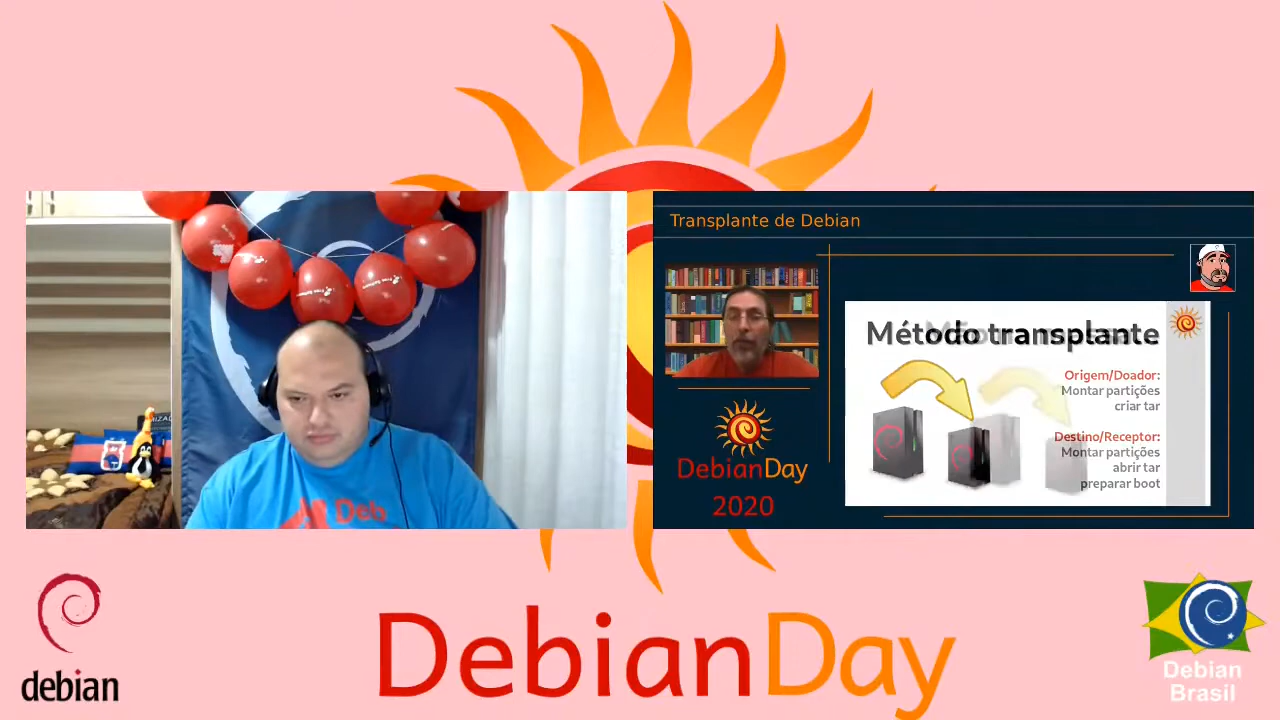 Transplante de Debian
Método transplante
Origem/Doador:
Montar partições
criar tar
Destino/Receptor:
Montar partições
abrir tar
preparar boot
DebianDay
2020
Deb
debian
DebianDay
Debian
Brasil